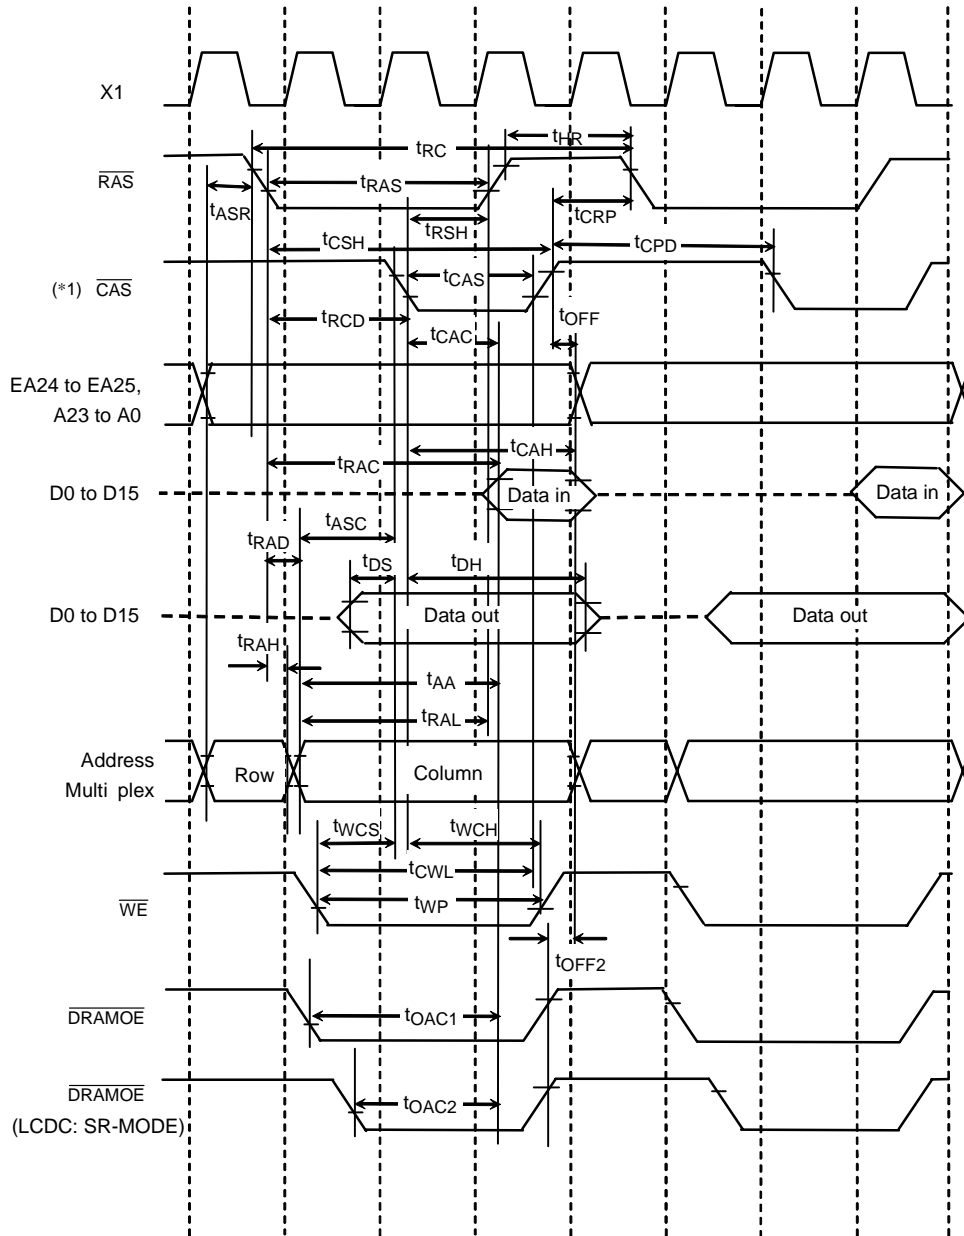 X1
tHR
tRC
RAS
tRAS
tASR
tCRP
tRSH
tCSH
tCPD
(*1) CAS
tCAS
tRCD
tOFF
tCAC
EA24 to EA25,
A23 to A0
tCAH
tRAC
D0 to D15
Data in
Data in
tASC
tRAD
tDS
tDH
D0 to D15
Data out
Data out
tRAH
tAA
tRAL
Address
Multi plex
Row
Column
tWCS
tWCH
tCWL
WE
tWP
tOFF2
DRAMOE
tOAC1
DRAMOE
(LCDC: SR-MODE)
tOAC2